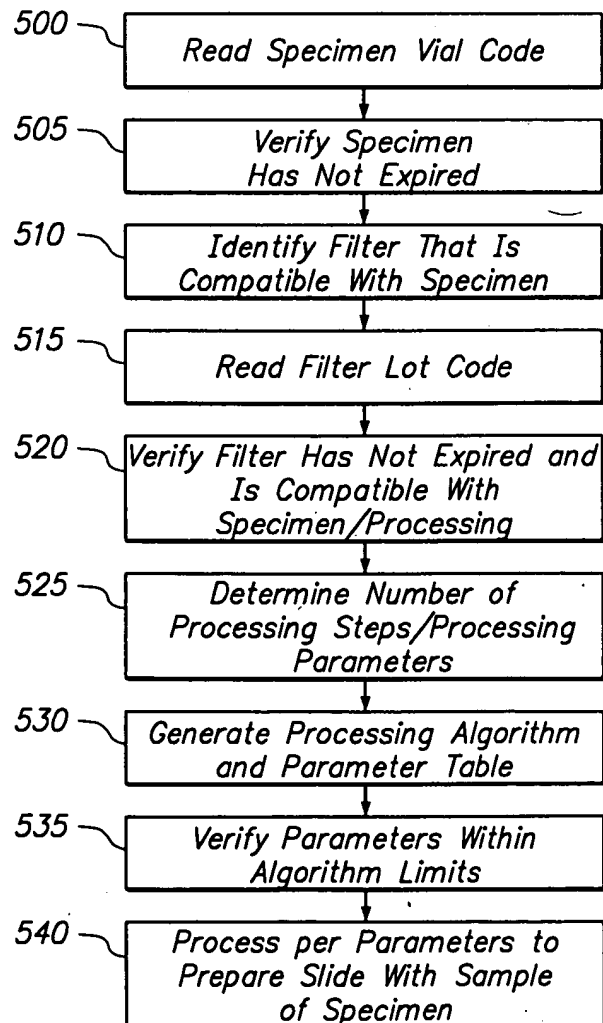 500
Read Specimen Vial Code
505
Verify Specimen
Has Not Expired
510
Identify Filter That Is
Compatible With Specimen
515
Read Filter Lot Code
520
Verify Filter Has Not Expired and
Is Compatible With
Specimen/Processing
525
Determine Number of
Processing Steps/Processing
Parameters
530
Generate Processing Algorithm
and Parameter Table
535
Verify Parameters Within
Algorithm Limits
540
Process per Parameters to
Prepare Slide With Sample
of Specimen